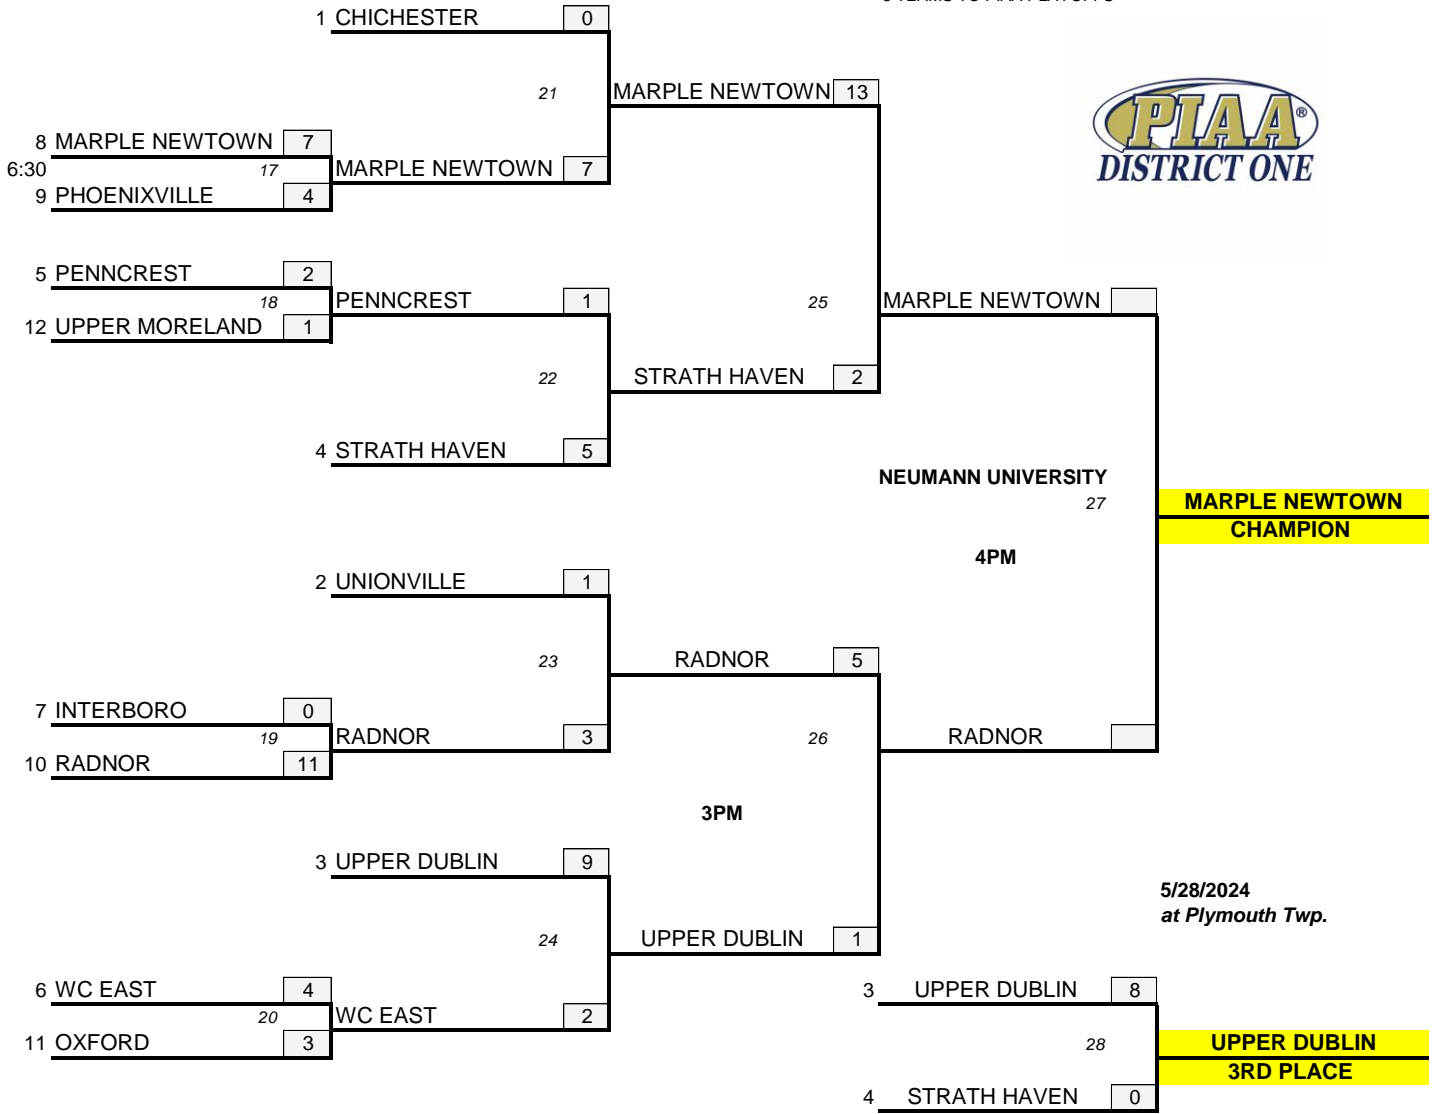 1 CHICHESTER 0
21 MARPLE NEWTOWN 13
PIAA®
DISTRICT ONE
8 MARPLE NEWTOWN 7
6:30 17 MARPLE NEWTOWN 7
9 PHOENIXVILLE 4
5 PENNCREST 2
18 PENNCREST 1
25 MARPLE NEWTOWN
12 UPPER MORELAND 1
22 STRATH HAVEN 2
4 STRATH HAVEN 5
NEUMANN UNIVERSITY
27 MARPLE NEWTOWN
CHAMPION
4PM
2 UNIONVILLE 1
23 RADNOR 5
7 INTERBORO 0
19 RADNOR 3
26 RADNOR
10 RADNOR 11
3PM
3 UPPER DUBLIN 9
5/28/2024
at Plymouth Twp.
24 UPPER DUBLIN 1
6 WC EAST 4
3 UPPER DUBLIN 8
20 WC EAST 2
11 OXFORD 3
28 UPPER DUBLIN
3RD PLACE
4 STRATH HAVEN 0